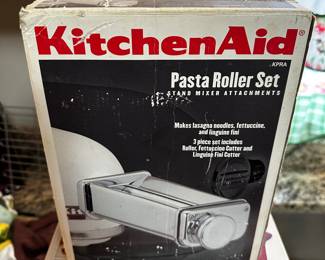 KitchenAid®
KPRA
Pasta Roller Set
STAND MIXER ATTACHMENTS
Makes lasagna noodles, fettuccine,
and linguine fini
3 piece set includes
Roller, Fettuccine Cutter and
Linguine Fini Cutter